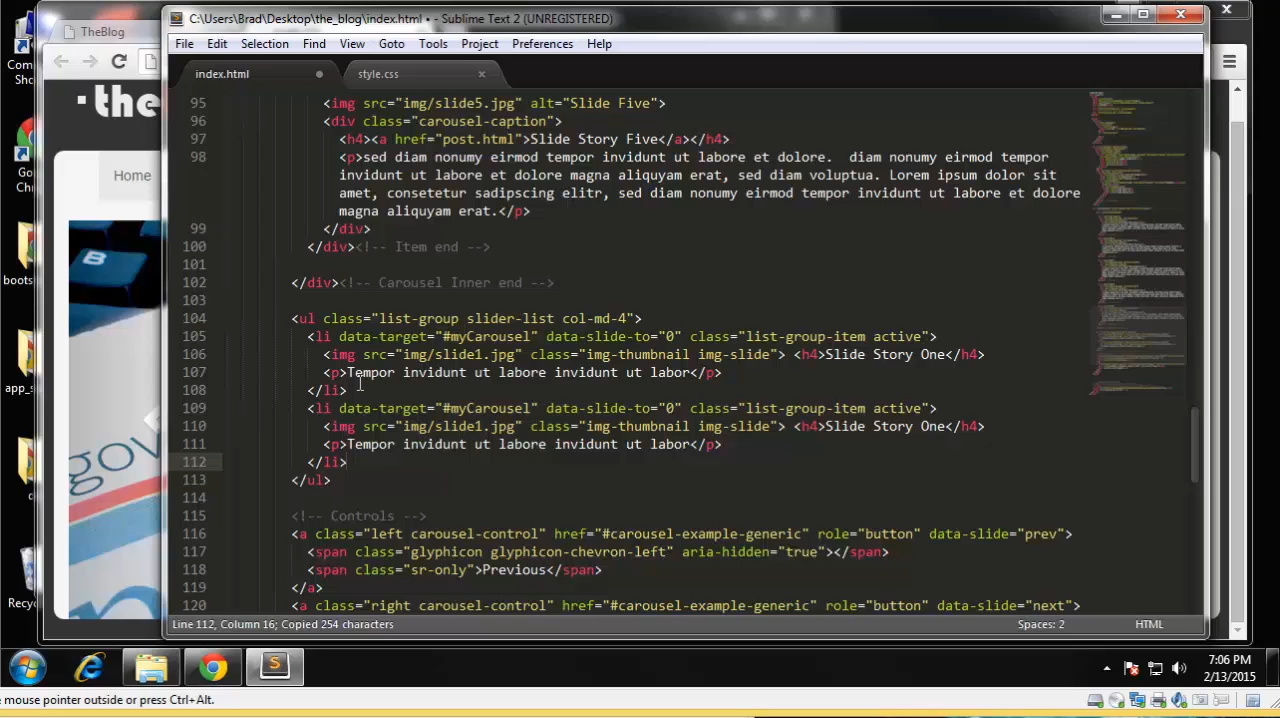 C:\Users\Brad\Desktop\the_blog\index.html • - Sublime Text 2 (UNREGISTERED)
TheBlog
File Edit Selection Find View Goto Tools Project Preferences Help
index.html style.css
the
Home
95 <img src="img/slide5.jpg" alt="Slide Five">
96 <div class="carousel-caption">
97 <h4><a href="post.html">Slide Story Five</a></h4>
98 <p>sed diam nonumy eirmod tempor invidunt ut labore et dolore.  diam nonumy eirmod tempor
invidunt ut labore et dolore magna aliquyam erat, sed diam voluptua. Lorem ipsum dolor sit
amet, consetetur sadipscing elitr, sed diam nonumy eirmod tempor invidunt ut labore et dolore
magna aliquyam erat.</p>
99 </div>
100 </div><!-- Item end -->
101
102 </div><!-- Carousel Inner end -->
103
104 <ul class="list-group slider-list col-md-4">
105 <li data-target="#myCarousel" data-slide-to="0" class="list-group-item active">
106 <img src="img/slide1.jpg" class="img-thumbnail img-slide"> <h4>Slide Story One</h4>
107 <p>Tempor invidunt ut labore invidunt ut labor</p>
108 </li>
109 <li data-target="#myCarousel" data-slide-to="0" class="list-group-item active">
110 <img src="img/slide1.jpg" class="img-thumbnail img-slide"> <h4>Slide Story One</h4>
111 <p>Tempor invidunt ut labore invidunt ut labor</p>
112 </li>
113 </ul>
114
115 <!-- Controls -->
116 <a class="left carousel-control" href="#carousel-example-generic" role="button" data-slide="prev">
117 <span class="glyphicon glyphicon-chevron-left" aria-hidden="true"></span>
118 <span class="sr-only">Previous</span>
119 </a>
120 <a class="right carousel-control" href="#carousel-example-generic" role="button" data-slide="next">
Line 112, Column 16; Copied 254 characters Spaces: 2 HTML
Com
Sho
Go
Ch
boots
app_s
d
Recyc
B
gov
7:06 PM
2/13/2015
e mouse pointer outside or press Ctrl+Alt.